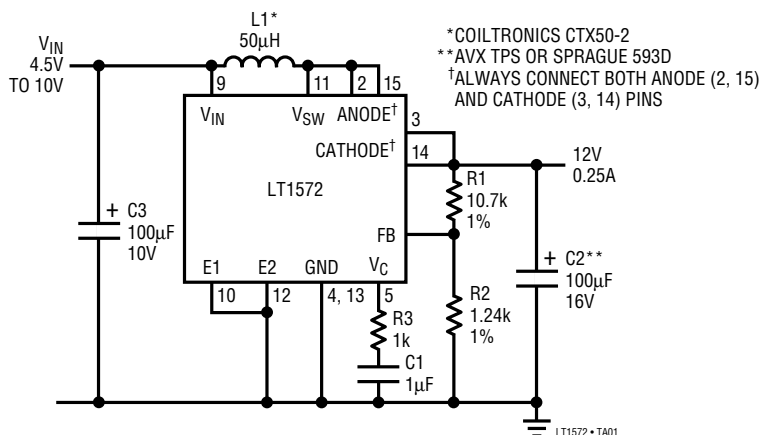 L1*
50µH
*COILTRONICS CTX50-2
**AVX TPS OR SPRAGUE 593D
†ALWAYS CONNECT BOTH ANODE (2, 15)
AND CATHODE (3, 14) PINS
VIN
4.5V
TO 10V
9
11
2
15
VIN
VSW
ANODE†
3
CATHODE†
14
LT1572
12V
0.25A
R1
10.7k
1%
+
C3
100µF
10V
FB
+
C2**
100µF
16V
E1
E2
GND
VC
10
12
4, 13
5
R2
1.24k
1%
R3
1k
C1
1µF
LT1572 • TA01